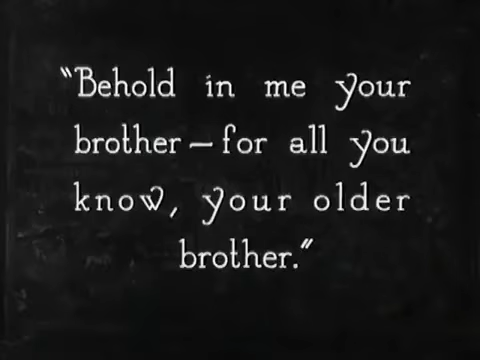 "Behold in me your
brother—for all you
know, your older
brother."